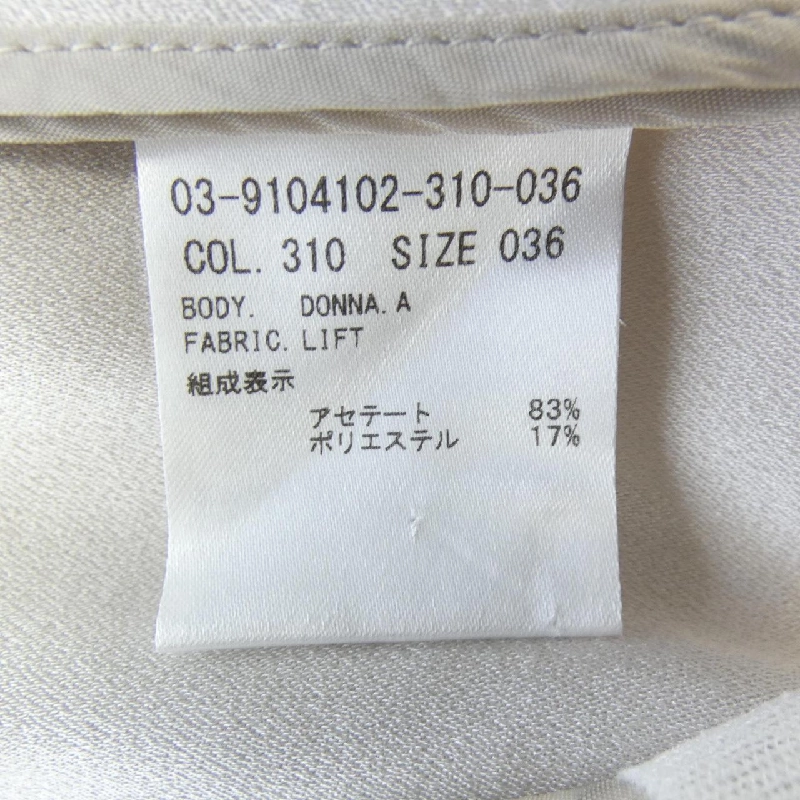 03-9104102-310-036
COL. 310 SIZE 036
BODY. DONNA. A
FABRIC. LIFT
組成表示
アセテート 83%
ポリエステル 17%